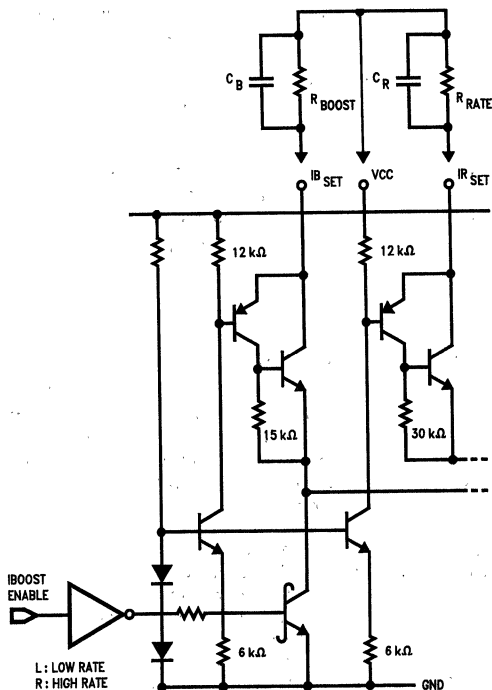 C B
R BOOST
C R
R RATE
IB SET
VCC
IR SET
12 kΩ
12 kΩ
15 kΩ
30 kΩ
IBOOST
ENABLE
6 kΩ
6 kΩ
L : LOW RATE
R : HIGH RATE
GND